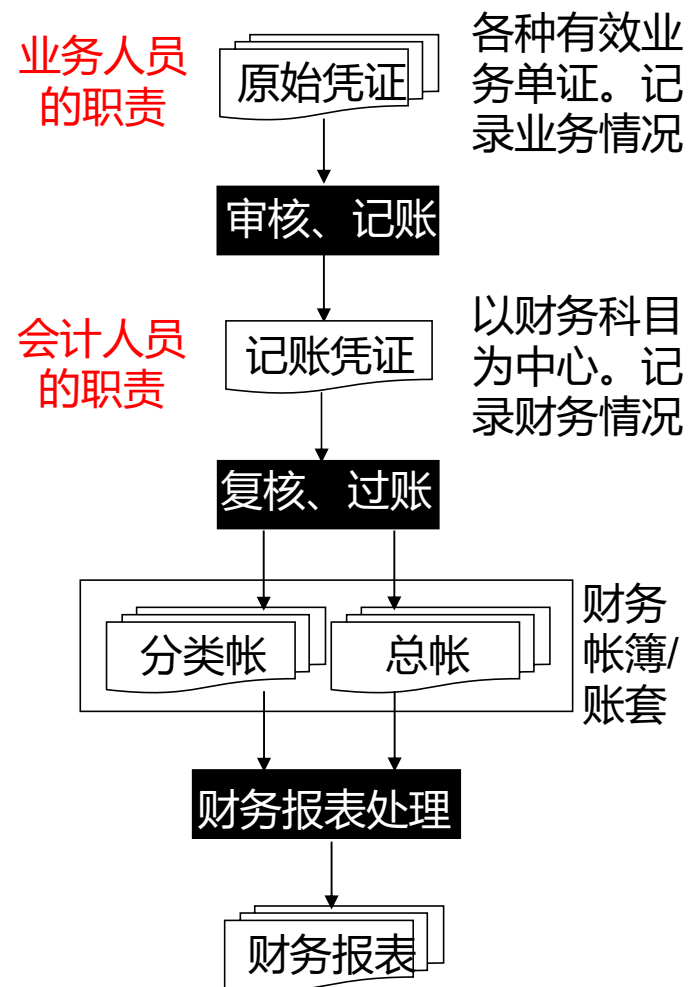 业务人员
的职责
原始凭证
各种有效业
务单证。记
录业务情况
审核、记账
会计人员
的职责
记账凭证
以财务科目
为中心。记
录财务情况
复核、过账
分类帐
总帐
财务
帐簿/
账套
财务报表处理
财务报表